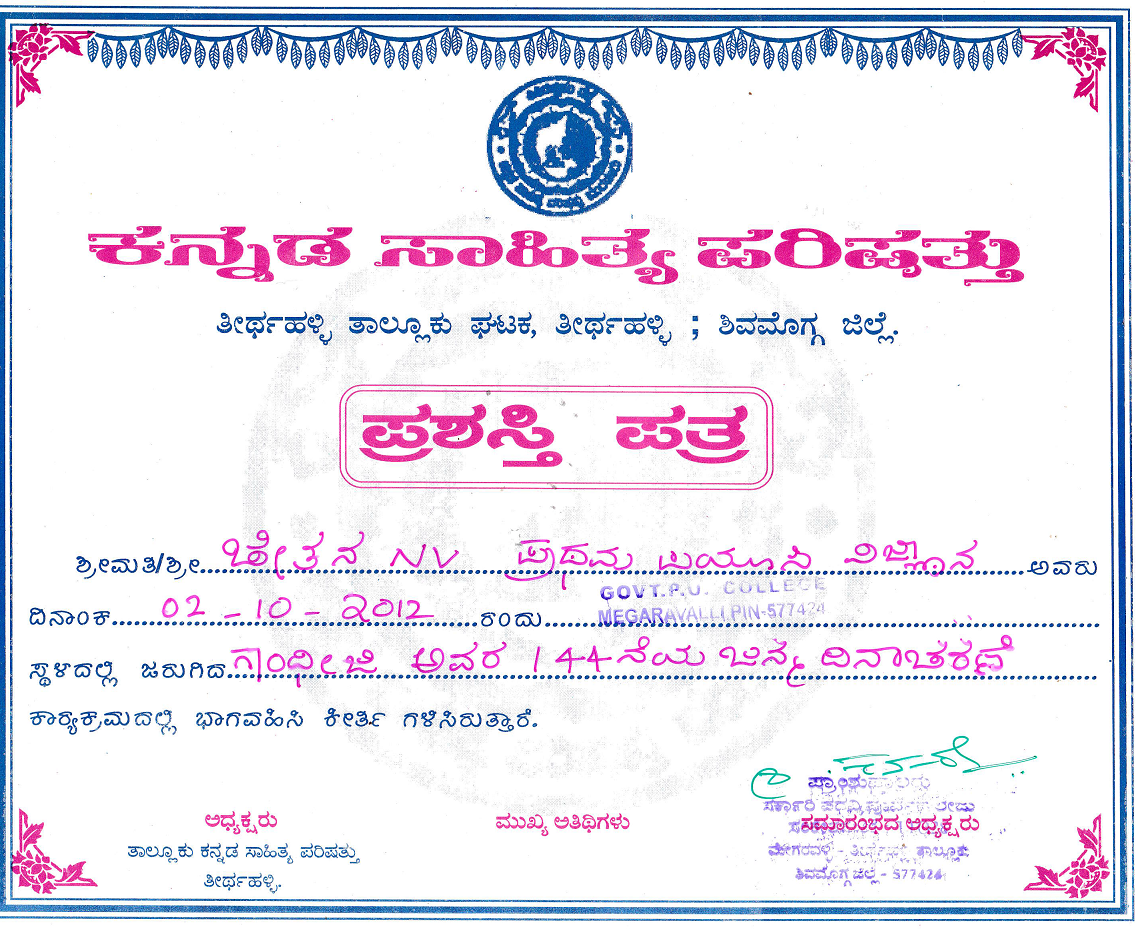 ಕನ್ನಡ ಸಾಹಿತ್ಯ ಪರಿಷತ್ತು
ತೀರ್ಥಹಳ್ಳಿ ತಾಲ್ಲೂಕು ಘಟಕ, ತೀರ್ಥಹಳ್ಳಿ ; ಶಿವಮೊಗ್ಗ ಜಿಲ್ಲೆ.
ಪ್ರಶಸ್ತಿ ಪತ್ರ
ಶ್ರೀಮತಿ/ಶ್ರೀ ಚೇತನ NV ಪ್ರಥಮ ಪಿಯುಸಿ ವಿಜ್ಞಾನ ಅವರು
GOVT.P.U. COLLEGE
ದಿನಾಂಕ 02-10-2012 ರಂದು MEGARAVALLI,PIN-577424
ಸ್ಥಳದಲ್ಲಿ ಜರುಗಿದ ಗಾಂಧೀಜಿ ಅವರ 144ನೆಯ ಜನ್ಮ ದಿನಾಚರಣೆ
ಕಾರ್‍ಯಕ್ರಮದಲ್ಲಿ ಭಾಗವಹಿಸಿ ಕೀರ್ತಿ ಗಳಿಸಿರುತ್ತಾರೆ.
ಅಧ್ಯಕ್ಷರು
ತಾಲ್ಲೂಕು ಕನ್ನಡ ಸಾಹಿತ್ಯ ಪರಿಷತ್ತು
ತೀರ್ಥಹಳ್ಳಿ.
ಮುಖ್ಯ ಅತಿಥಿಗಳು
ಪ್ರಾಂಶುಪಾಲರು
ಸರ್ಕಾರಿ ಪದವಿ ಪೂರ್ವ
ಸಮಾರಂಭದ ಅಧ್ಯಕ್ಷರು
ಮೇಗರವಳ್ಳಿ - ತೀರ್ಥಹಳ್ಳಿ ತಾಲ್ಲೂಕು
ಶಿವಮೊಗ್ಗ ಜಿಲ್ಲೆ - 577424